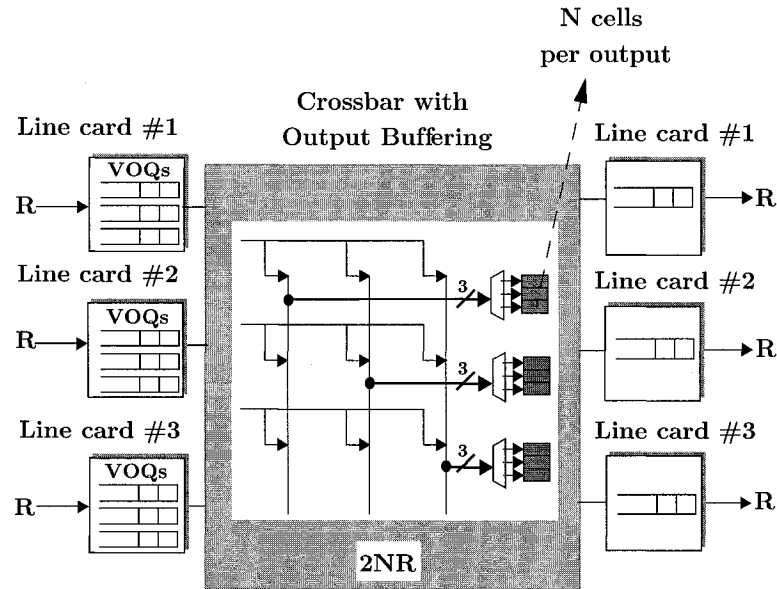 N cells
per output
Crossbar with
Output Buffering
Line card #1
VOQs
R
Line card #1
R
Line card #2
VOQs
R
3
Line card #2
R
3
Line card #3
VOQs
R
3
Line card #3
R
2NR